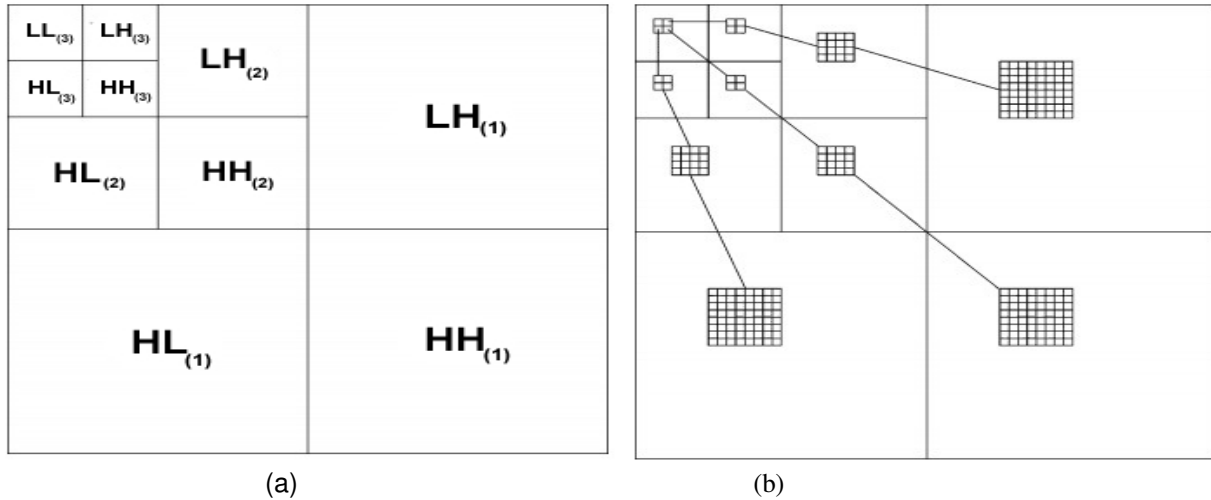 LL(3) LH(3)
LH(2)
HL(3) HH(3)
LH(1)
HL(2) HH(2)
HL(1) HH(1)
(a) (b)